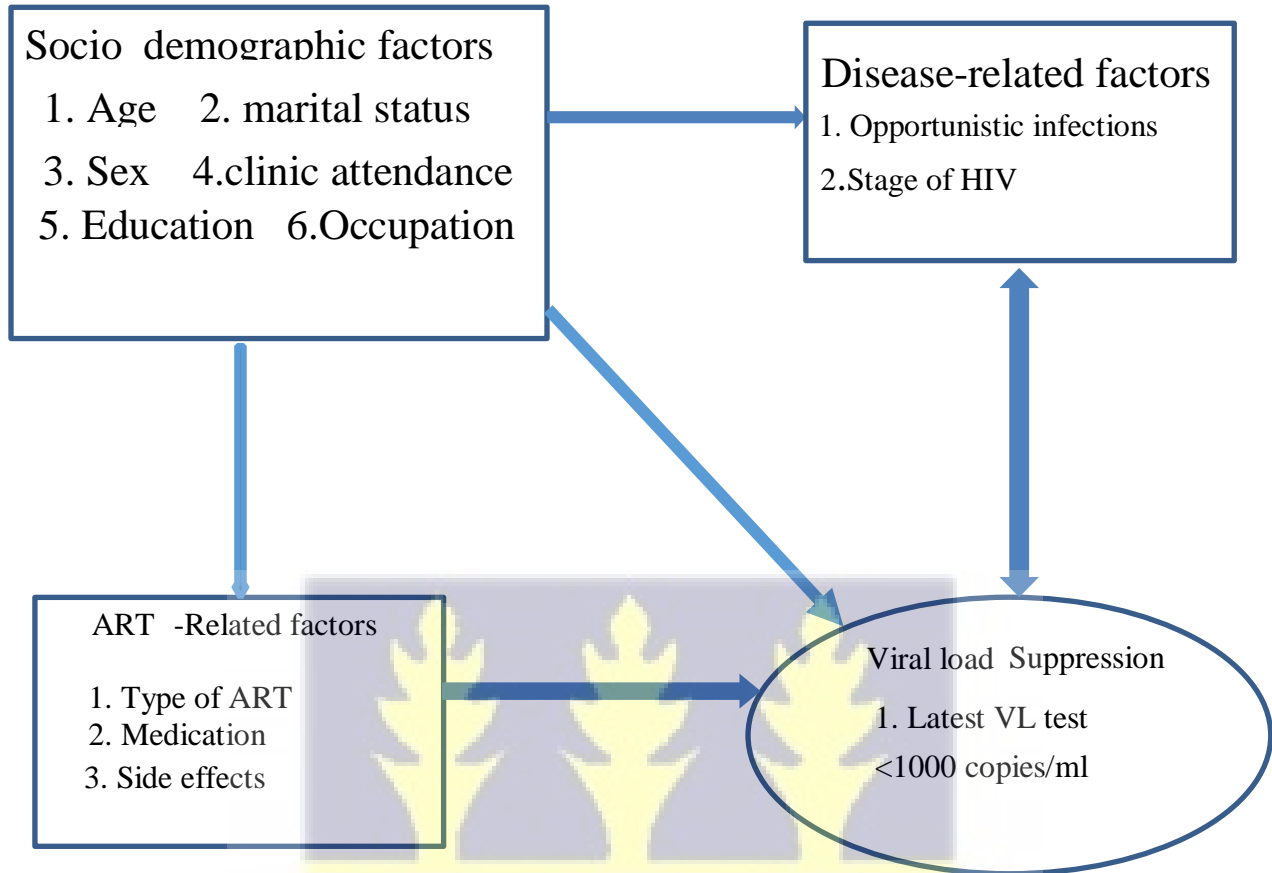 Socio demographic factors
1. Age 2. marital status
3. Sex 4.clinic attendance
5. Education 6.Occupation
Disease-related factors
1. Opportunistic infections
2.Stage of HIV
ART -Related factors
1. Type of ART
2. Medication
3. Side effects
Viral load Suppression
1. Latest VL test
<1000 copies/ml